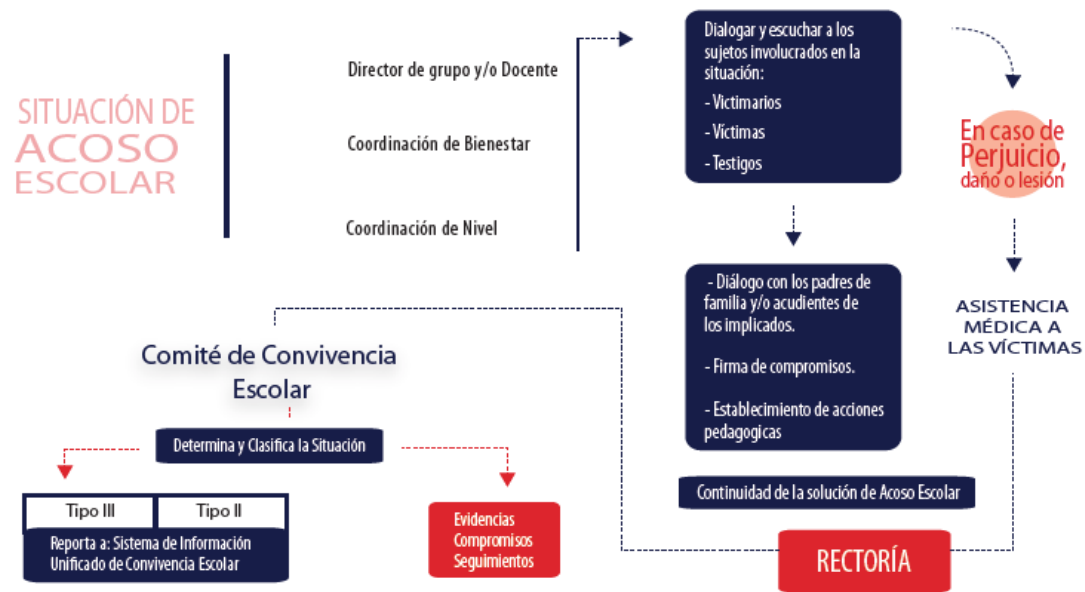 SITUACIÓN DE
ACOSO
ESCOLAR
Director de grupo y/o Docente
Coordinación de Bienestar
Coordinación de Nivel
Dialogar y escuchar a los
sujetos involucrados en la
situación:
- Victimarios
- Víctimas
- Testigos
En caso de
Perjuicio,
daño o lesión
- Diálogo con los padres de
familia y/o acudientes de
los implicados.
- Firma de compromisos.
- Establecimiento de acciones
pedagogicas
ASISTENCIA
MÉDICA A
LAS VÍCTIMAS
Continuidad de la solución de Acoso Escolar
RECTORÍA
Comité de Convivencia
Escolar
Determina y Clasifica la Situación
Tipo III
Tipo II
Reporta a: Sistema de Información
Unificado de Convivencia Escolar
Evidencias
Compromisos
Seguimientos